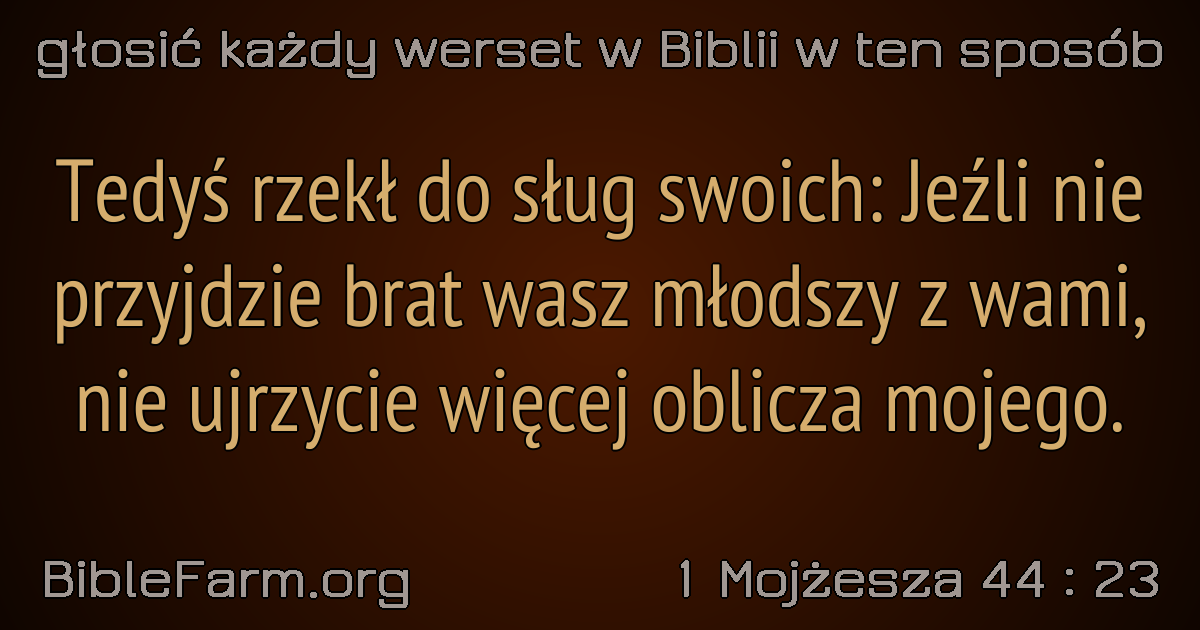 głosić każdy werset w Biblii w ten sposób
Tedyś rzekł do sług swoich: Jeźli nie
przyjdzie brat wasz młodszy z wami,
nie ujrzycie więcej oblicza mojego.
BibleFarm.org 1 Mojżesza 44 : 23